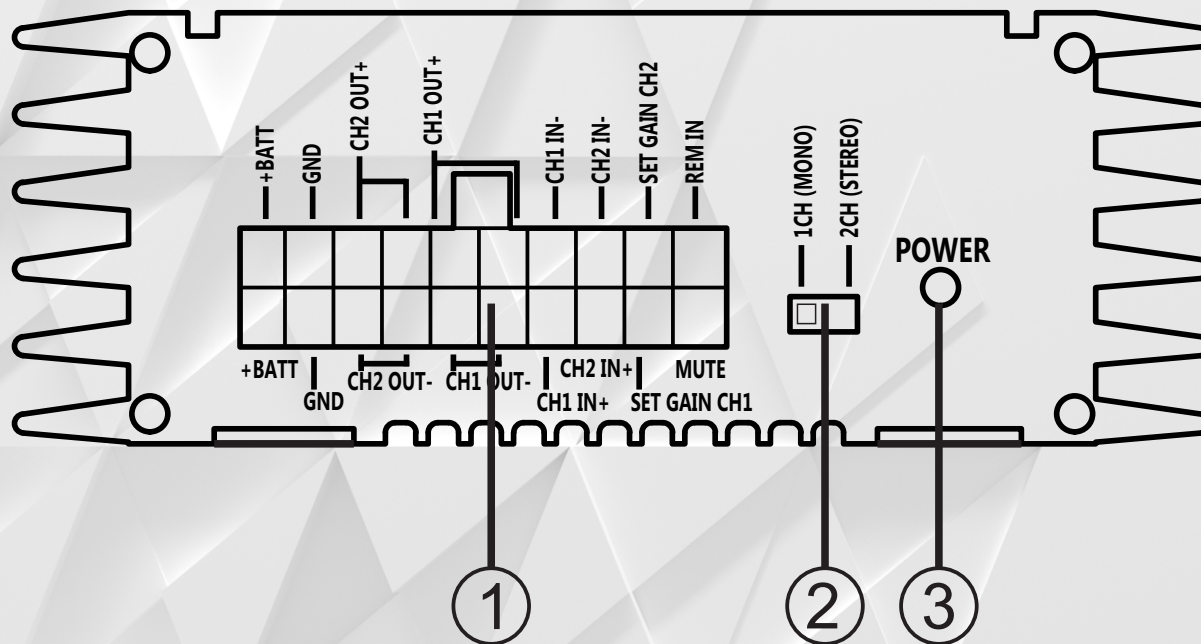 +BATT
GND
CH2 OUT+
CH1 OUT+
CH1 IN-
CH2 IN-
SET GAIN CH2
REM IN
1CH (MONO)
2CH (STEREO)
POWER
+BATT
GND
CH2 OUT-
CH1 OUT-
CH1 IN+
CH2 IN+
SET GAIN CH1
MUTE
1
2
3